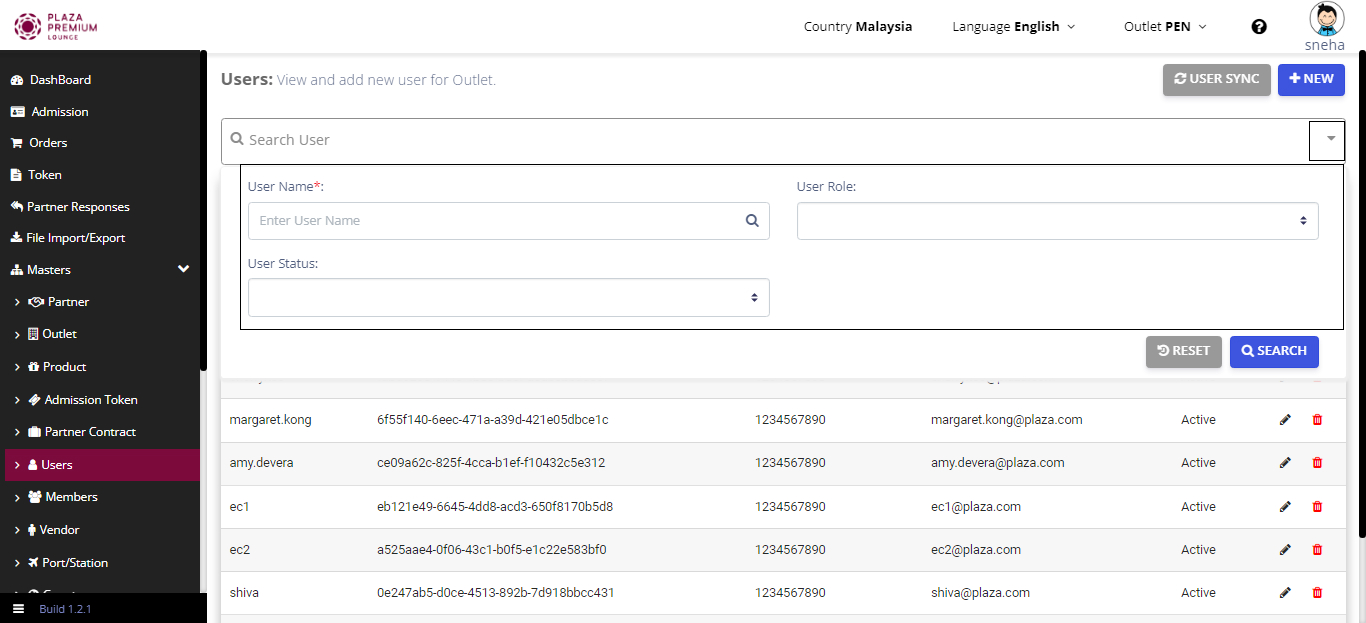 PLAZA
PREMIUM
LOUNGE
Country Malaysia
Language English
Outlet PEN
sneha
DashBoard
Admission
Orders
Token
Partner Responses
File Import/Export
Masters
Partner
Outlet
Product
Admission Token
Partner Contract
Users
Members
Vendor
Port/Station
Build 1.2.1
Users: View and add new user for Outlet.
USER SYNC
+ NEW
Search User
User Name*:
Enter User Name
User Role:
User Status:
RESET
SEARCH
margaret.kong 6f55f140-6eec-471a-a39d-421e05dbce1c 1234567890 margaret.kong@plaza.com Active
amy.devera ce09a62c-825f-4cca-b1ef-f10432c5e312 1234567890 amy.devera@plaza.com Active
ec1 eb121e49-6645-4dd8-acd3-650f8170b5d8 1234567890 ec1@plaza.com Active
ec2 a525aae4-0f06-43c1-b0f5-e1c22e583bf0 1234567890 ec2@plaza.com Active
shiva 0e247ab5-d0ce-4513-892b-7d918bbcc431 1234567890 shiva@plaza.com Active